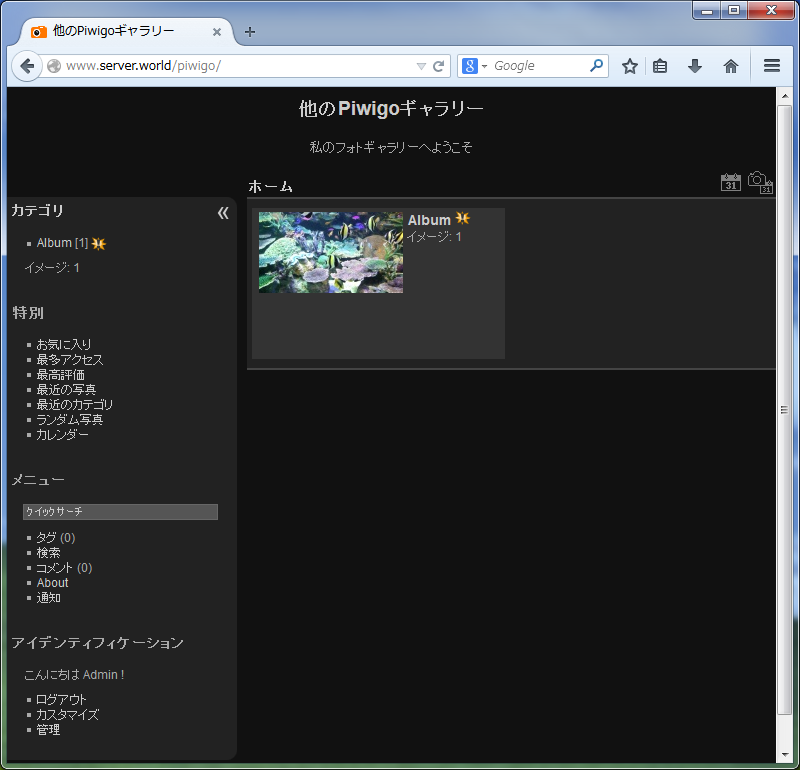 他のPiwigoギャラリー
www.server.world/piwigo/
8
Google
他のPiwigoギャラリー
私のフォトギャラリーへようこそ
ホーム
31
31
カテゴリ
«
Album [1]
イメージ: 1
Album
イメージ: 1
特別
お気に入り
最多アクセス
最高評価
最近の写真
最近のカテゴリ
ランダム写真
カレンダー
メニュー
クイックサーチ
タグ (0)
検索
コメント (0)
About
通知
アイデンティフィケーション
こんにちは Admin !
ログアウト
カスタマイズ
管理